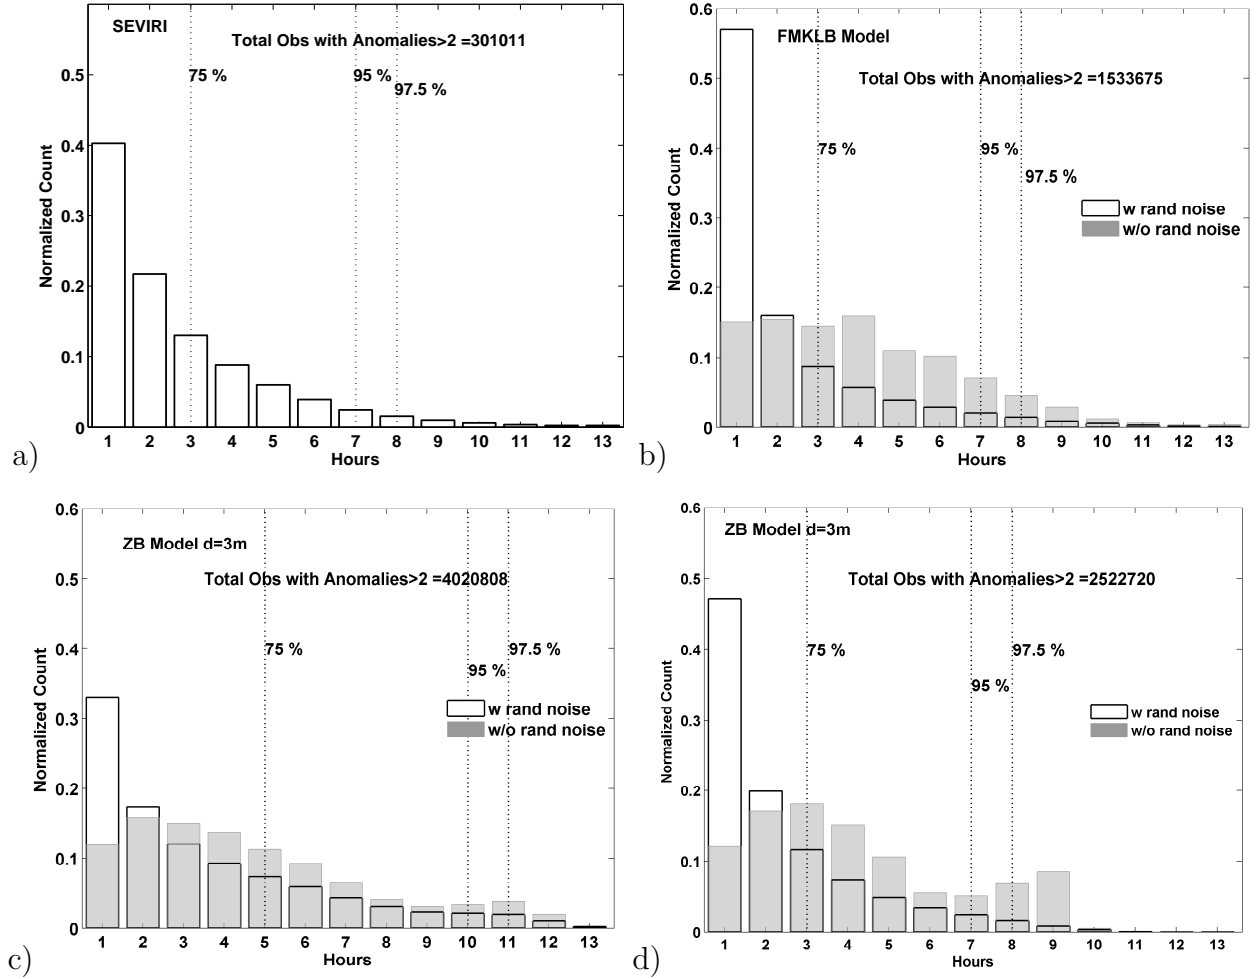 SEVIRI
Total Obs with Anomalies>2 =301011
75 %
95 %
97.5 %
Normalized Count
0.5
0.4
0.3
0.2
0.1
0
1 2 3 4 5 6 7 8 9 10 11 12 13
Hours
a)
FMKLB Model
Total Obs with Anomalies>2 =1533675
75 %
95 %
97.5 %
w rand noise
w/o rand noise
Normalized Count
0.6
0.5
0.4
0.3
0.2
0.1
0
1 2 3 4 5 6 7 8 9 10 11 12 13
Hours
b)
ZB Model d=3m
Total Obs with Anomalies>2 =4020808
75 %
97.5 %
95 %
w rand noise
w/o rand noise
Normalized Count
0.6
0.5
0.4
0.3
0.2
0.1
0
1 2 3 4 5 6 7 8 9 10 11 12 13
Hours
c)
ZB Model d=3m
Total Obs with Anomalies>2 =2522720
75 %
97.5 %
95 %
w rand noise
w/o rand noise
Normalized Count
0.6
0.5
0.4
0.3
0.2
0.1
0
1 2 3 4 5 6 7 8 9 10 11 12 13
Hours
d)